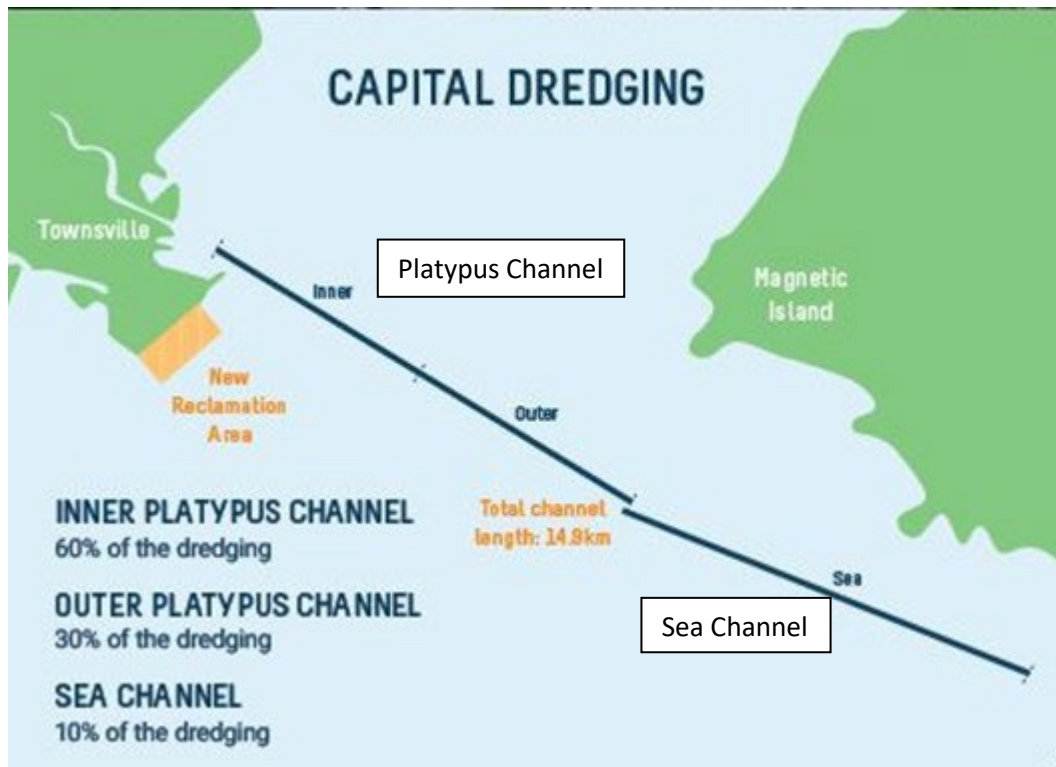 CAPITAL DREDGING
Townsville
Platypus Channel
Inner
Magnetic
Island
New
Reclamation
Area
Outer
Total channel
length: 14.9km
Sea
Sea Channel
INNER PLATYPUS CHANNEL
60% of the dredging
OUTER PLATYPUS CHANNEL
30% of the dredging
SEA CHANNEL
10% of the dredging